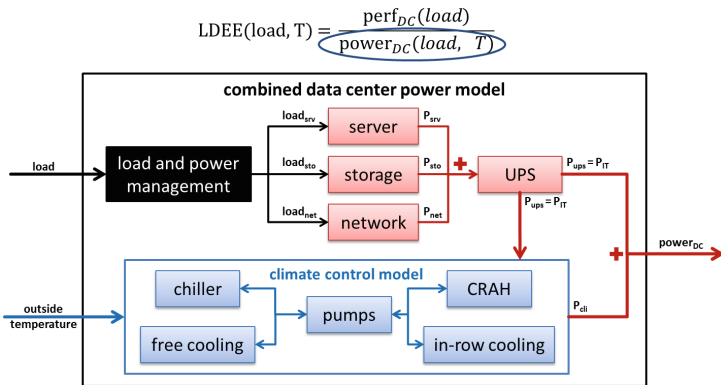 LDEE(load, T) = perf_DC(load) / power_DC(load, T)
combined data center power model
load
load and power
management
load_srv
server
P_srv
load_sto
storage
P_sto
+
UPS
P_ups = P_IT
load_net
network
P_net
P_ups = P_IT
+
power_DC
climate control model
outside
temperature
chiller
CRAH
pumps
P_cli
free cooling
in-row cooling